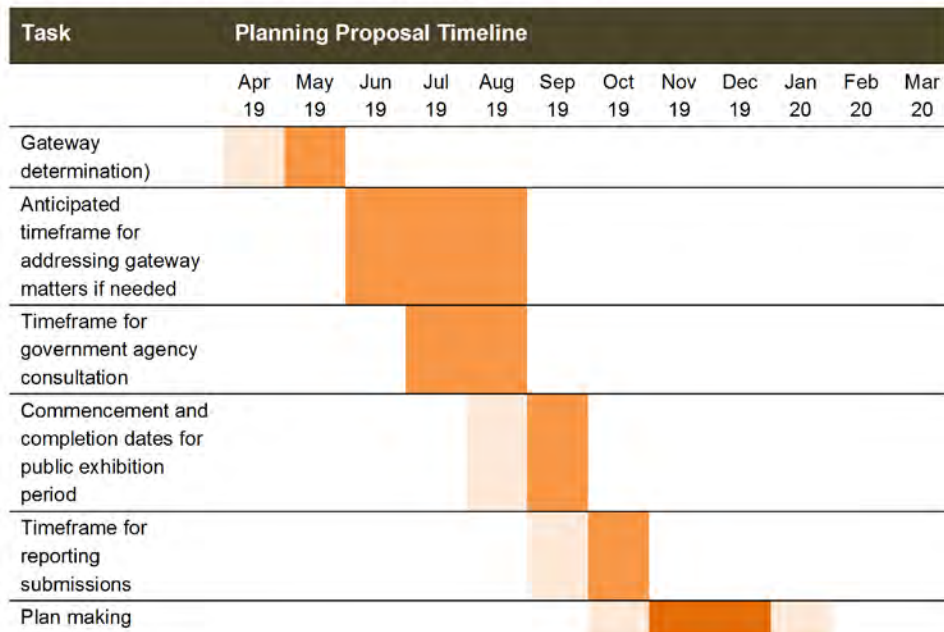 Task Planning Proposal Timeline
Apr May Jun Jul Aug Sep Oct Nov Dec Jan Feb Mar
19 19 19 19 19 19 19 19 19 20 20 20
Gateway
determination)
Anticipated
timeframe for
addressing gateway
matters if needed
Timeframe for
government agency
consultation
Commencement and
completion dates for
public exhibition
period
Timeframe for
reporting
submissions
Plan making